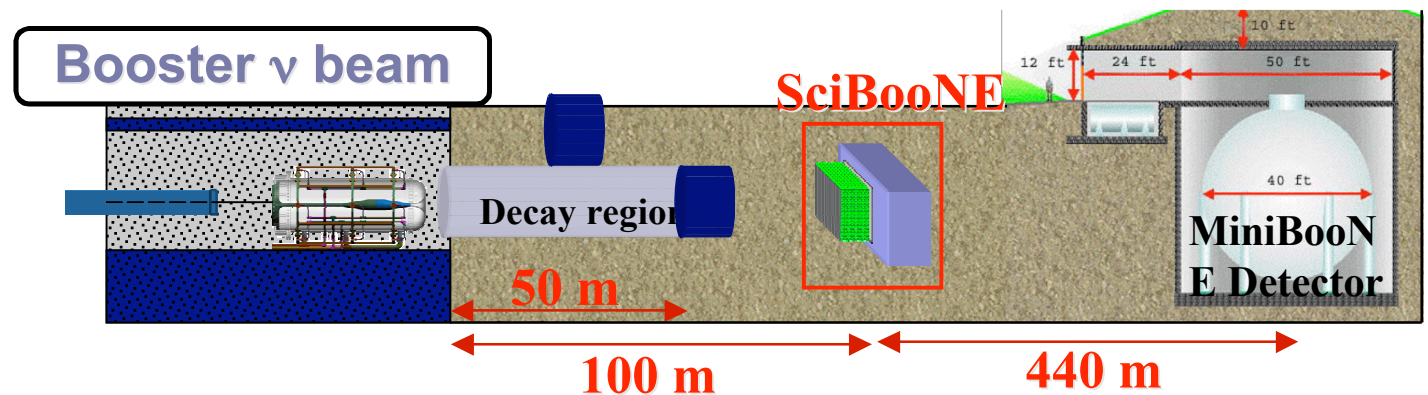 Booster ν beam
10 ft
12 ft
24 ft
50 ft
SciBooNE
40 ft
Decay region
MiniBooN
E Detector
50 m
100 m
440 m